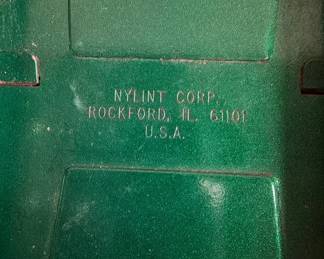 NYLINT CORP.
ROCKFORD, IL. 61101
U.S.A.